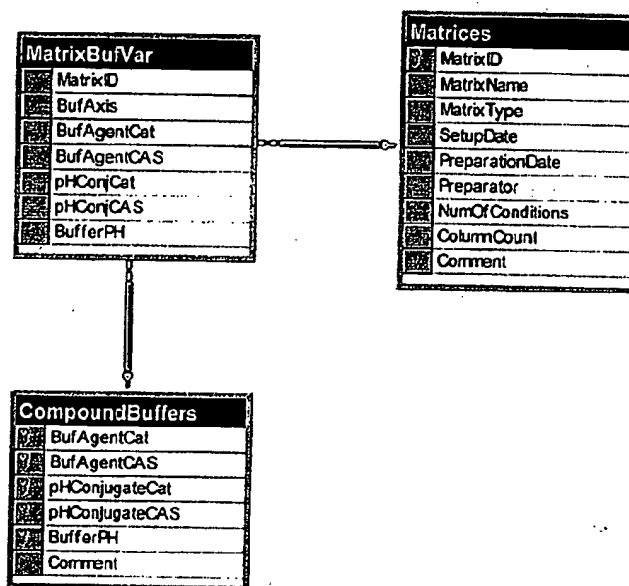 MatrixBufVar
MatrixID
BufAxis
BufAgentCat
BufAgentCAS
pHConjCat
pHConjCAS
BufferPH
Matrices
MatrixID
MatrixName
MatrixType
SetupDate
PreparationDate
Preparator
NumOfConditions
ColumnCount
Comment
CompoundBuffers
BufAgentCat
BufAgentCAS
pHConjugateCat
pHConjugateCAS
BufferPH
Comment